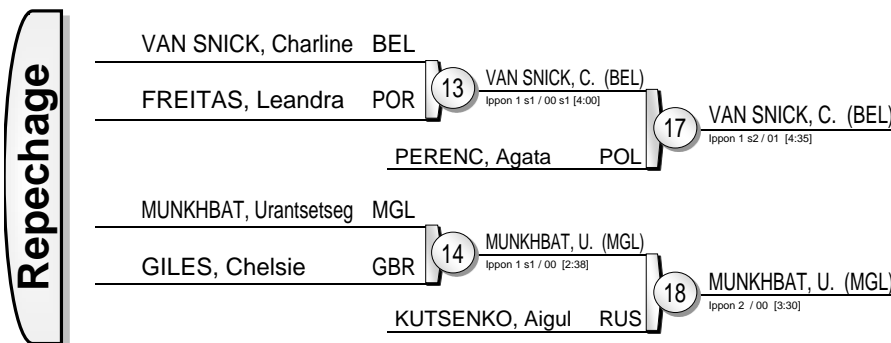 Repechage
VAN SNICK, Charline BEL
FREITAS, Leandra POR
13
VAN SNICK, C. (BEL)
Ippon 1 s1 / 00 s1 [4:00]
PERENC, Agata POL
17
VAN SNICK, C. (BEL)
Ippon 1 s2 / 01 [4:35]
MUNKHBAT, Urantsetseg MGL
GILES, Chelsie GBR
14
MUNKHBAT, U. (MGL)
Ippon 1 s1 / 00 [2:38]
KUTSENKO, Aigul RUS
18
MUNKHBAT, U. (MGL)
Ippon 2 / 00 [3:30]